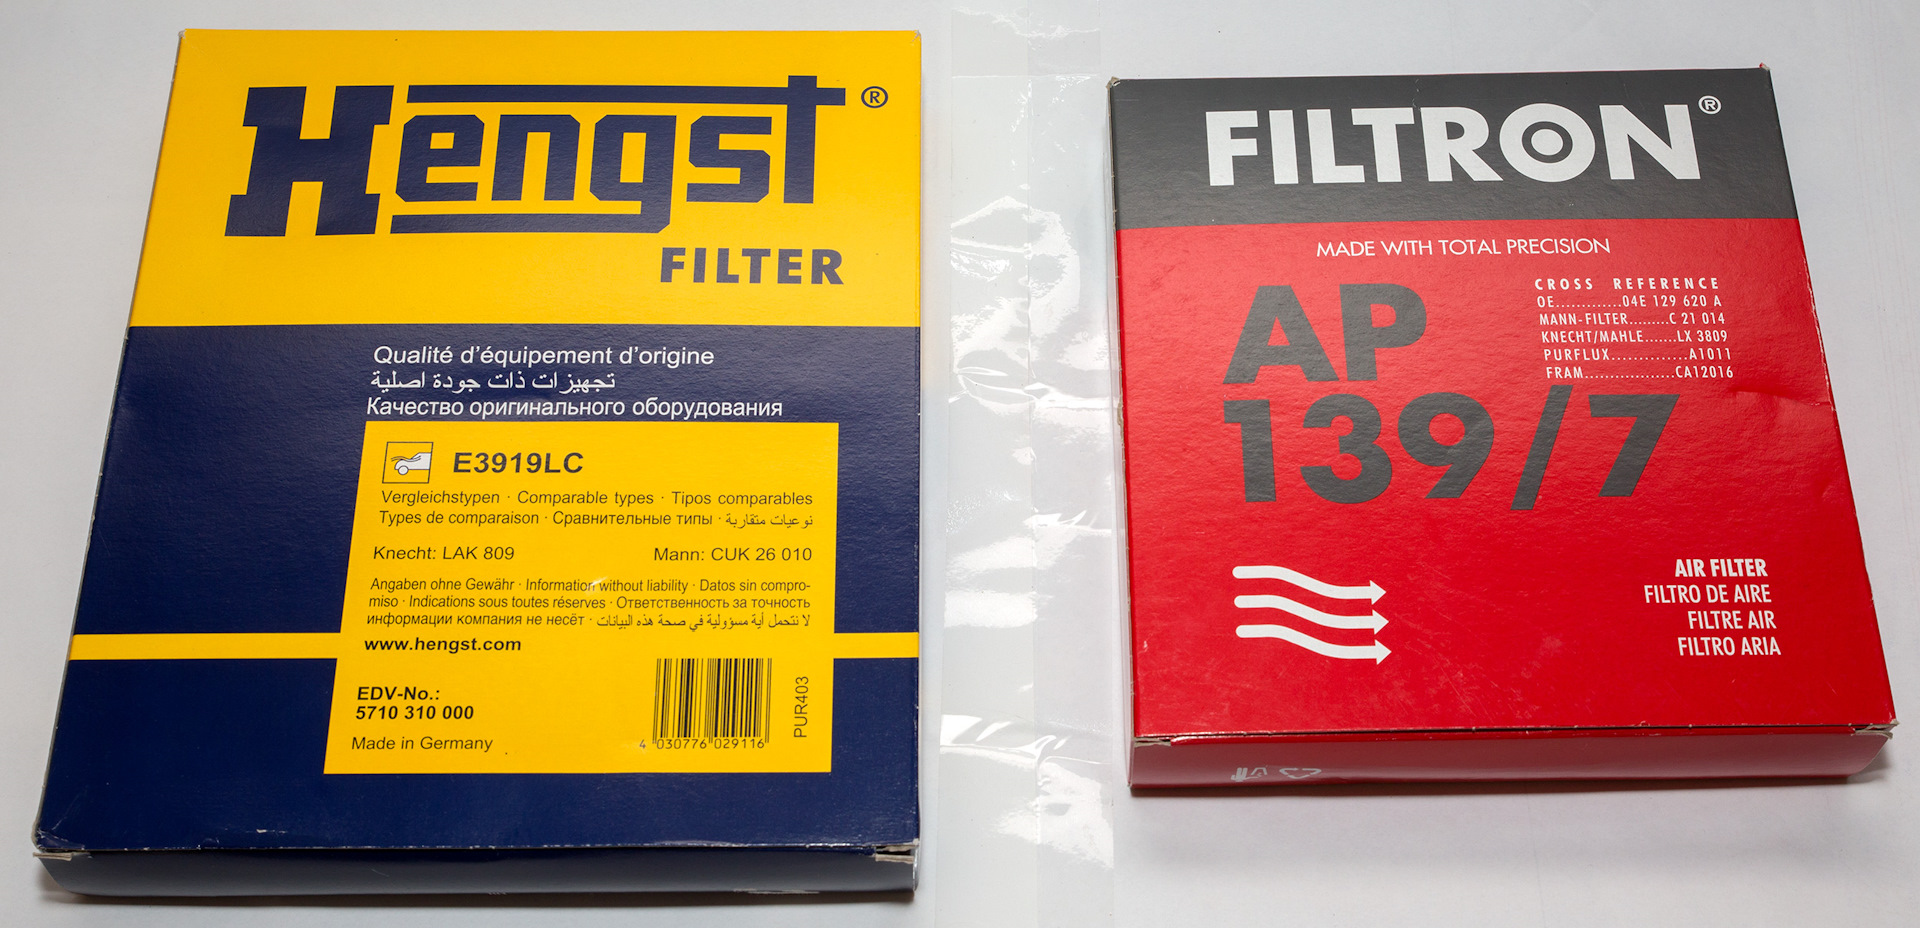 Hengst®
FILTER
Qualité d'équipement d'origine
تجهيزات ذات جودة اصلية
Качество оригинального оборудования
E3919LC
Vergleichstypen · Comparable types · Tipos comparables
Types de comparaison · Сравнительные типы · نوعيات متقاربة
Knecht: LAK 809 Mann: CUK 26 010
Angaben ohne Gewähr · Information without liability · Datos sin compro-
miso · Indications sous toutes réserves · Ответственность за точность
информации компания не несёт · لا نتحمل أية مسؤولية في صحة هذه البيانات
www.hengst.com
EDV-No.:
5710 310 000
Made in Germany
4 030776 029116
PUR403
FILTRON®
MADE WITH TOTAL PRECISION
AP
139/7
CROSS REFERENCE
OE.............04E 129 620 A
MANN-FILTER.........C 21 014
KNECHT/MAHLE.......LX 3809
PURFLUX..............A1011
FRAM..................CA12016
AIR FILTER
FILTRO DE AIRE
FILTRE AIR
FILTRO ARIA